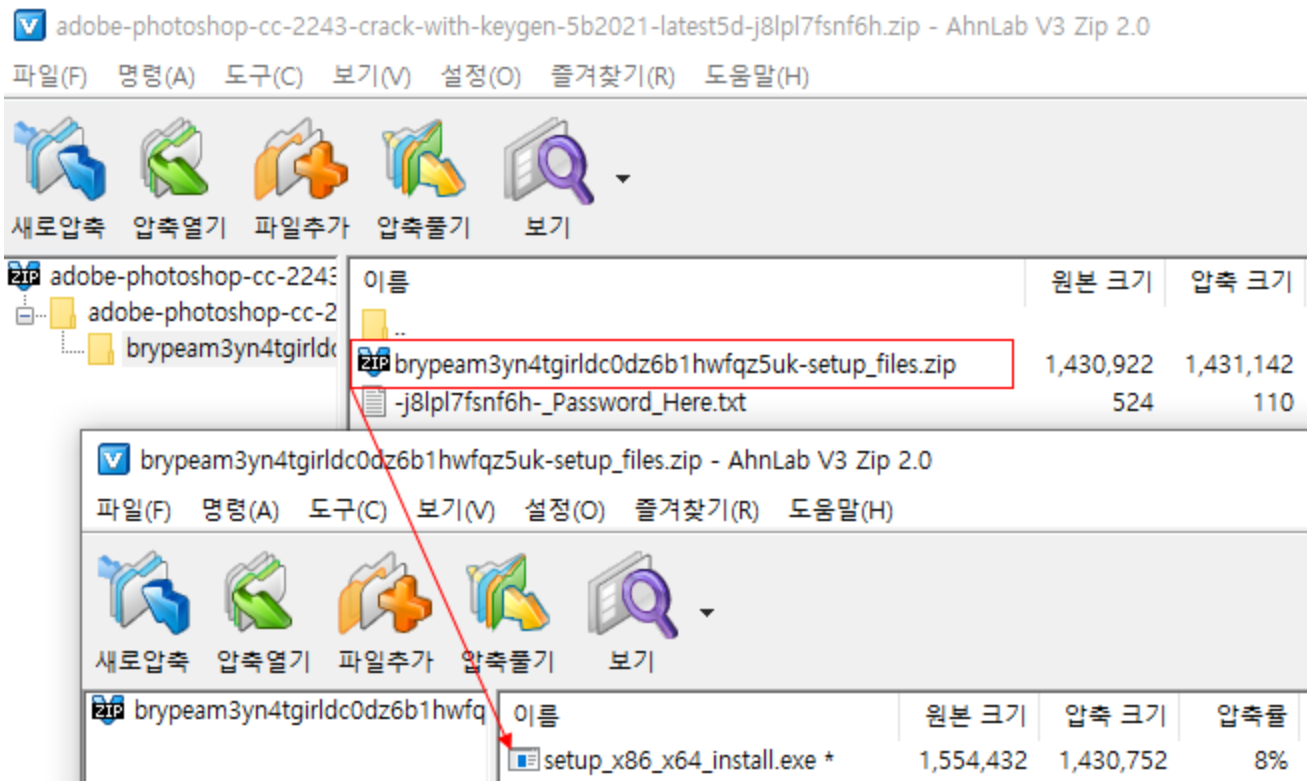 adobe-photoshop-cc-2243-crack-with-keygen-5b2021-latest5d-j8lpl7fsnf6h.zip - AhnLab V3 Zip 2.0
파일(F) 명령(A) 도구(C) 보기(V) 설정(O) 즐겨찾기(R) 도움말(H)
새로압축 압축열기 파일추가 압축풀기 보기
adobe-photoshop-cc-2243
adobe-photoshop-cc-2
brypeam3yn4tgirldc
이름 원본 크기 압축 크기
..
brypeam3yn4tgirldc0dz6b1hwfqz5uk-setup_files.zip 1,430,922 1,431,142
-j8lpl7fsnf6h-_Password_Here.txt 524 110
brypeam3yn4tgirldc0dz6b1hwfqz5uk-setup_files.zip - AhnLab V3 Zip 2.0
파일(F) 명령(A) 도구(C) 보기(V) 설정(O) 즐겨찾기(R) 도움말(H)
새로압축 압축열기 파일추가 압축풀기 보기
brypeam3yn4tgirldc0dz6b1hwfq
이름 원본 크기 압축 크기 압축률
setup_x86_x64_install.exe * 1,554,432 1,430,752 8%